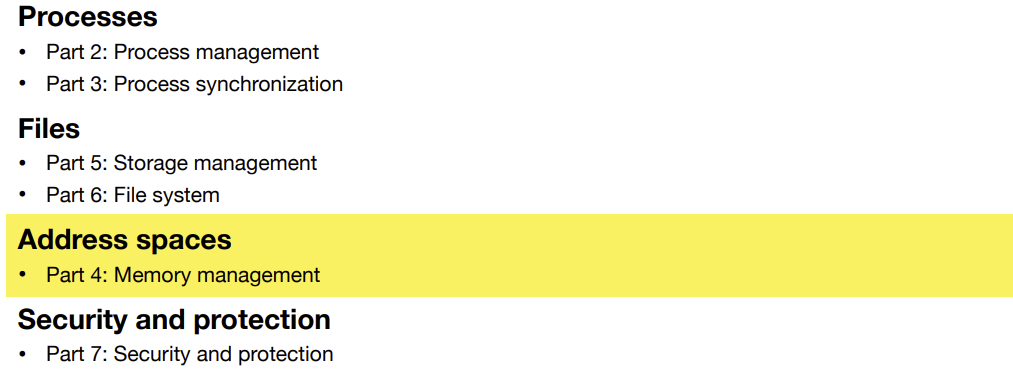 Processes
• Part 2: Process management
• Part 3: Process synchronization
Files
• Part 5: Storage management
• Part 6: File system
Address spaces
• Part 4: Memory management
Security and protection
• Part 7: Security and protection